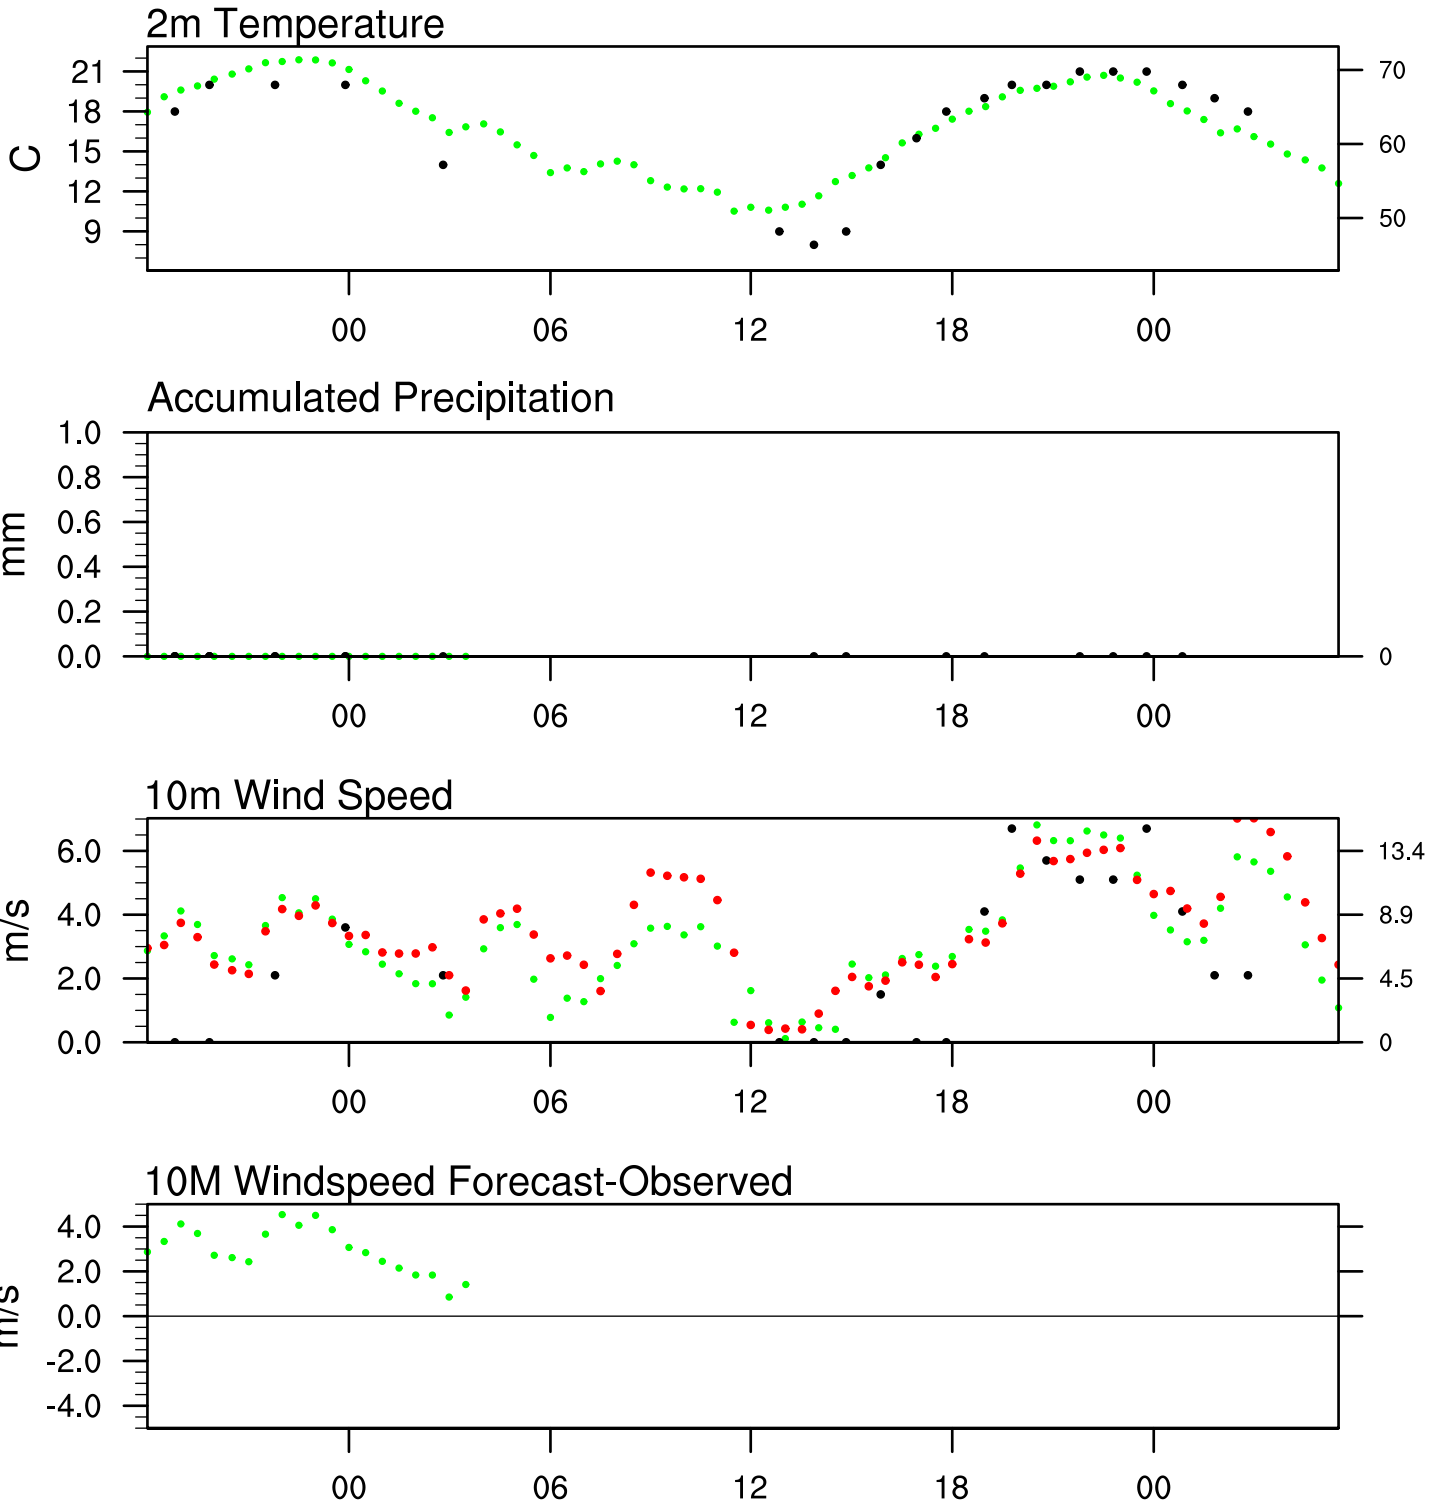 2m Temperature
21
18
15
12
9
C
70
60
50
00 06 12 18 00
Accumulated Precipitation
1.0
0.8
0.6
0.4
0.2
0.0
mm
0
00 06 12 18 00
10m Wind Speed
6.0
4.0
2.0
0.0
m/s
13.4
8.9
4.5
0
00 06 12 18 00
10M Windspeed Forecast-Observed
4.0
2.0
0.0
-2.0
-4.0
m/s
00 06 12 18 00